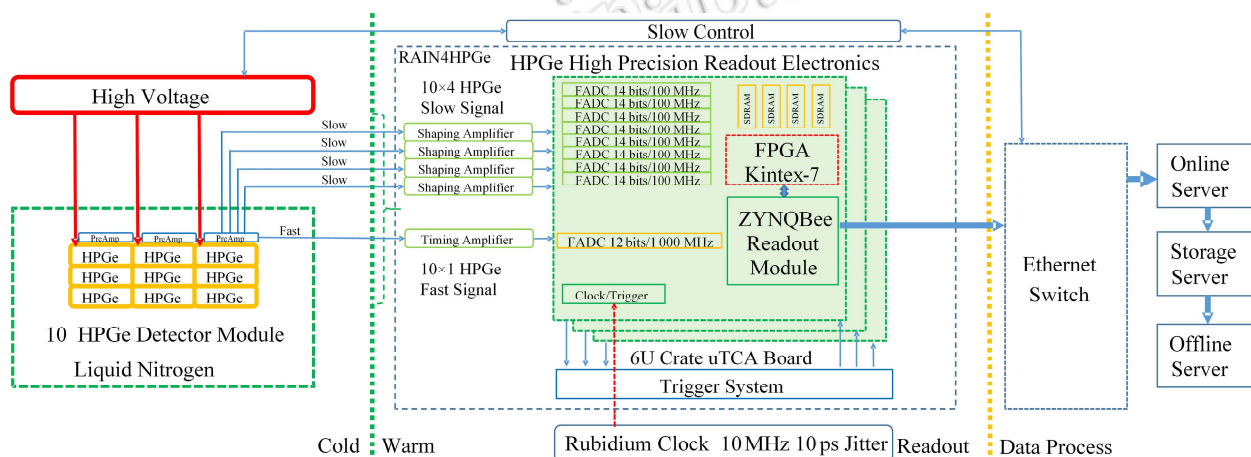 Slow Control
RAIN4HPGe
HPGe High Precision Readout Electronics
High Voltage
10×4 HPGe
Slow Signal
FADC 14 bits/100 MHz
FADC 14 bits/100 MHz
FADC 14 bits/100 MHz
FADC 14 bits/100 MHz
FADC 14 bits/100 MHz
FADC 14 bits/100 MHz
FADC 14 bits/100 MHz
FADC 14 bits/100 MHz
SDRAM
SDRAM
SDRAM
SDRAM
Slow
Slow
Slow
Slow
Shaping Amplifier
Shaping Amplifier
Shaping Amplifier
Shaping Amplifier
FPGA
Kintex-7
ZYNQBee
Readout
Module
PreAmp
PreAmp
PreAmp
Fast
Timing Amplifier
FADC 12 bits/1 000 MHz
HPGe
HPGe
HPGe
HPGe
HPGe
HPGe
HPGe
HPGe
HPGe
10×1 HPGe
Fast Signal
Clock/Trigger
10 HPGe Detector Module
Liquid Nitrogen
6U Crate uTCA Board
Trigger System
Ethernet
Switch
Online
Server
Storage
Server
Offline
Server
Cold
Warm
Rubidium Clock 10 MHz 10 ps Jitter
Readout
Data Process